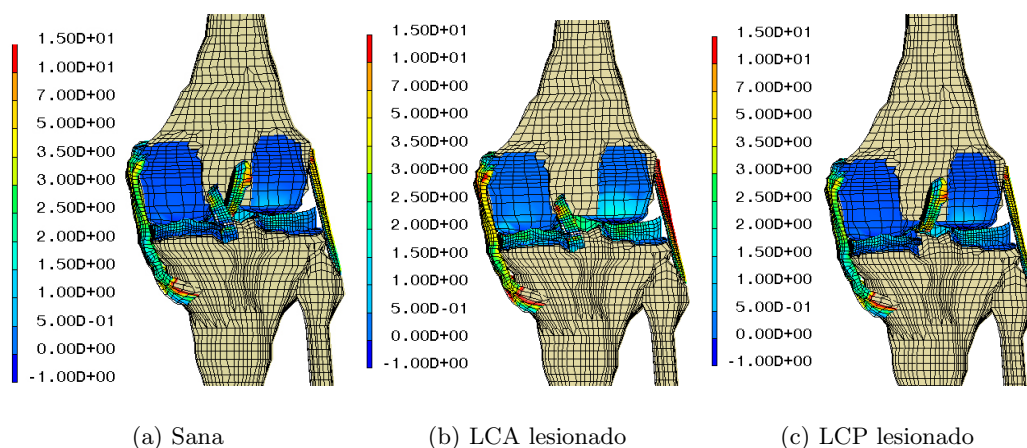 1.50D+01
1.00D+01
7.00D+00
5.00D+00
3.50D+00
3.00D+00
2.50D+00
2.00D+00
1.50D+00
1.00D+00
5.00D-01
0.00D+00
-1.00D+00
(a) Sana
1.50D+01
1.00D+01
7.00D+00
5.00D+00
3.50D+00
3.00D+00
2.50D+00
2.00D+00
1.50D+00
1.00D+00
5.00D-01
0.00D+00
-1.00D+00
(b) LCA lesionado
1.50D+01
1.00D+01
7.00D+00
5.00D+00
3.50D+00
3.00D+00
2.50D+00
2.00D+00
1.50D+00
1.00D+00
5.00D-01
0.00D+00
-1.00D+00
(c) LCP lesionado